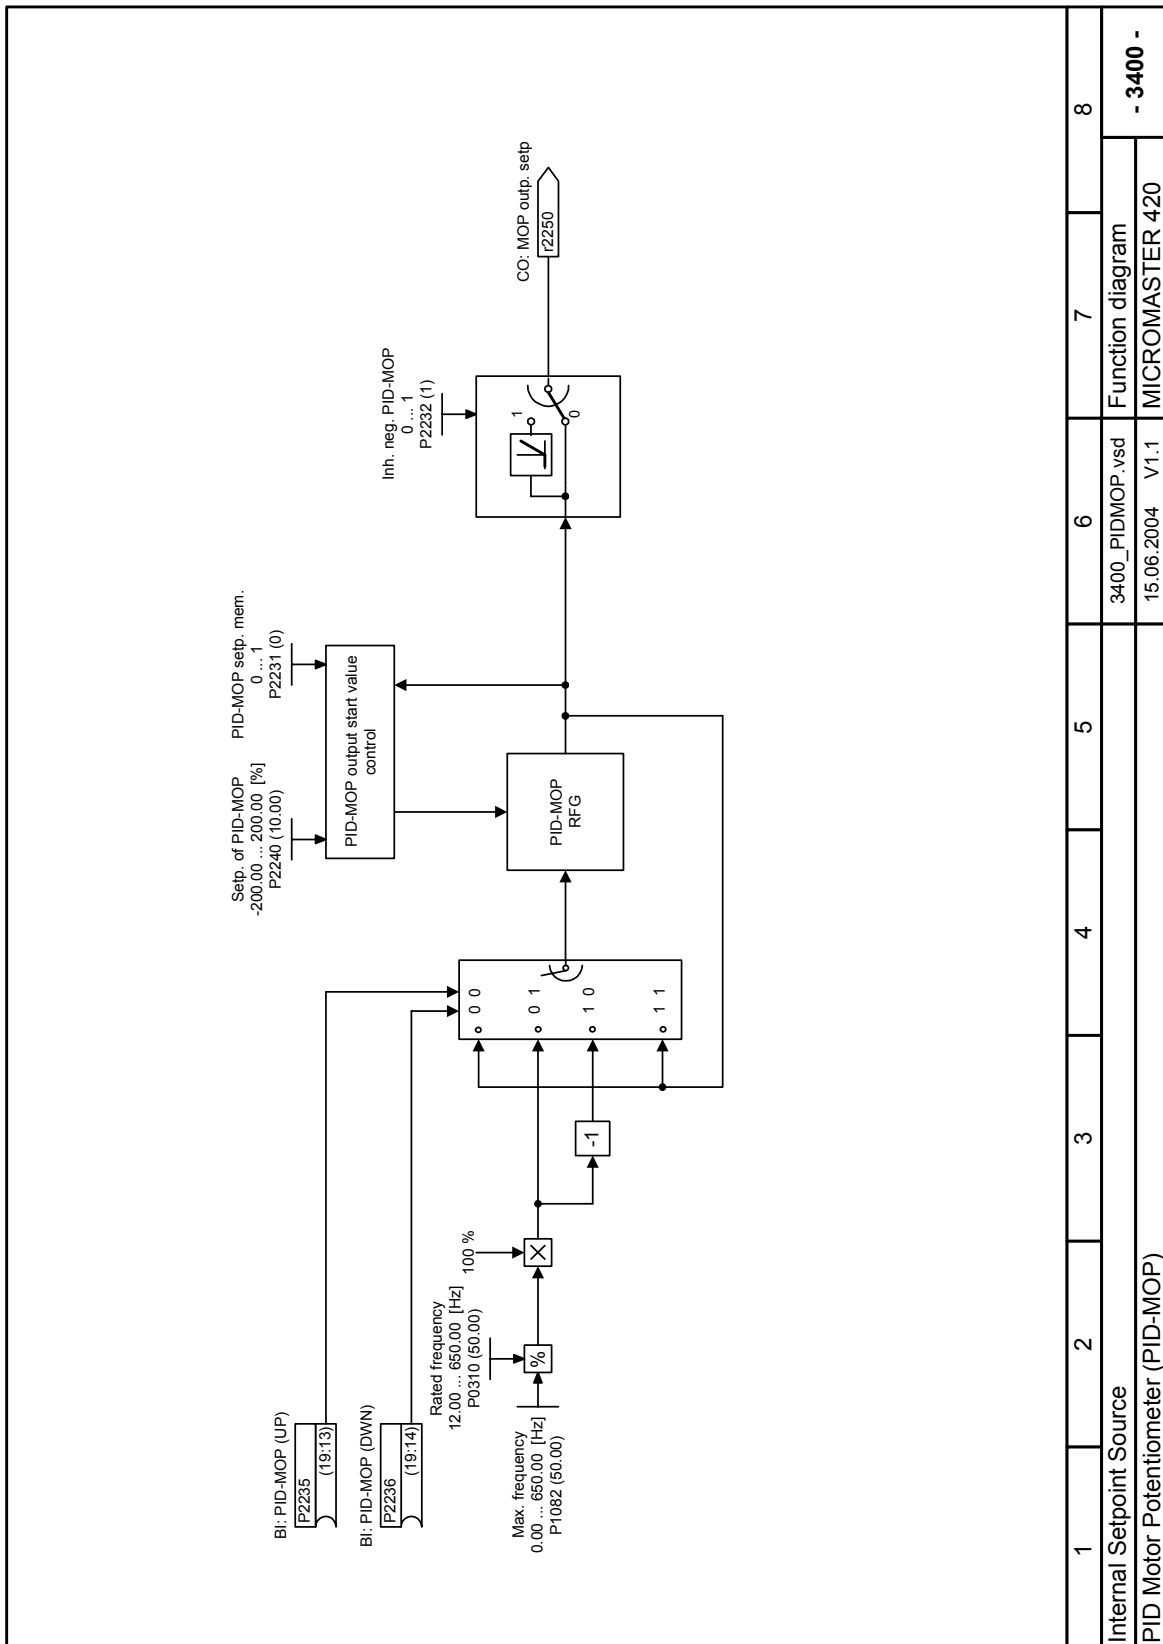 BI: PID-MOP (UP)
P2235
(19:13)
BI: PID-MOP (DWN)
P2236
(19:14)
Max. frequency
0.00 ... 650.00 [Hz]
P1082 (50.00)
Rated frequency
12.00 ... 650.00 [Hz]
P0310 (50.00)
%
100 %
X
-1
0 0
0 1
1 0
1 1
Setp. of PID-MOP
-200.00 ... 200.00 [%]
P2240 (10.00)
PID-MOP setp. mem.
0 ... 1
P2231 (0)
PID-MOP output start value
control
PID-MOP
RFG
Inh. neg. PID-MOP
0 ... 1
P2232 (1)
1
0
CO: MOP outp. setp
r2250
1 2 3 4 5 6 7 8
Internal Setpoint Source
3400_PIDMOP.vsd
Function diagram
- 3400 -
PID Motor Potentiometer (PID-MOP)
15.06.2004 V1.1
MICROMASTER 420